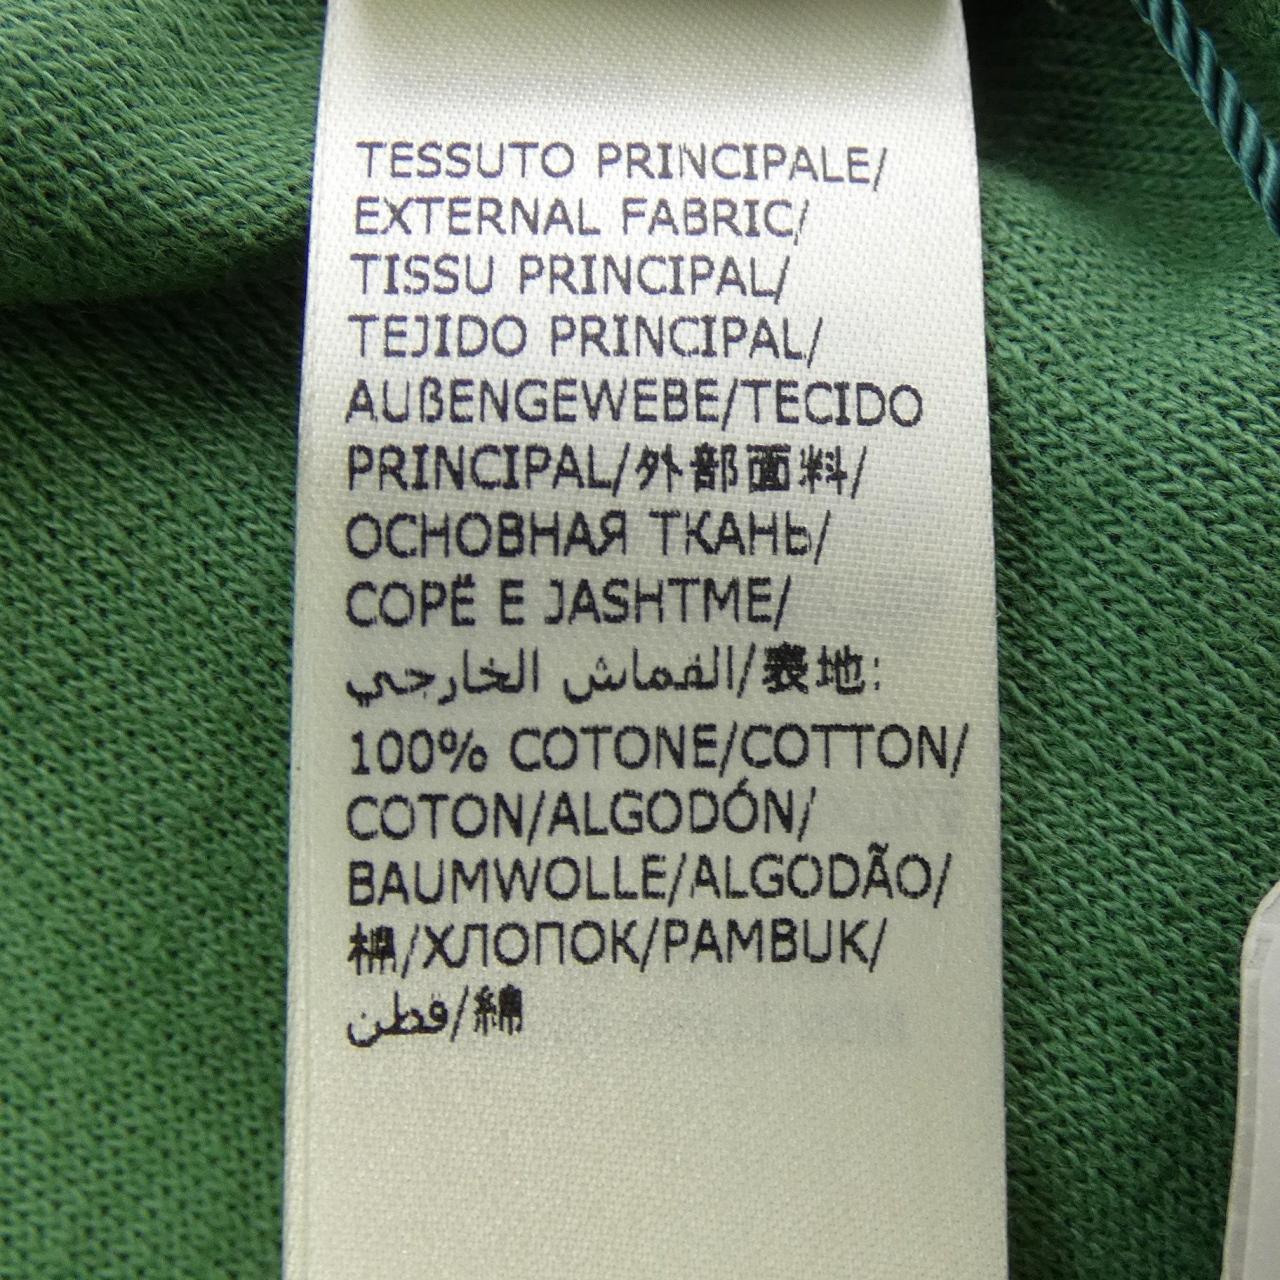 TESSUTO PRINCIPALE/
EXTERNAL FABRIC/
TISSU PRINCIPAL/
TEJIDO PRINCIPAL/
AUßENGEWEBE/TECIDO
PRINCIPAL/外部面料/
ОСНОВНАЯ ТКАНЬ/
COPË E JASHTME/
القماش الخارجي/表地:
100% COTONE/COTTON/
COTON/ALGODÓN/
BAUMWOLLE/ALGODÃO/
棉/ХЛОПОК/PAMBUK/
قطن/綿